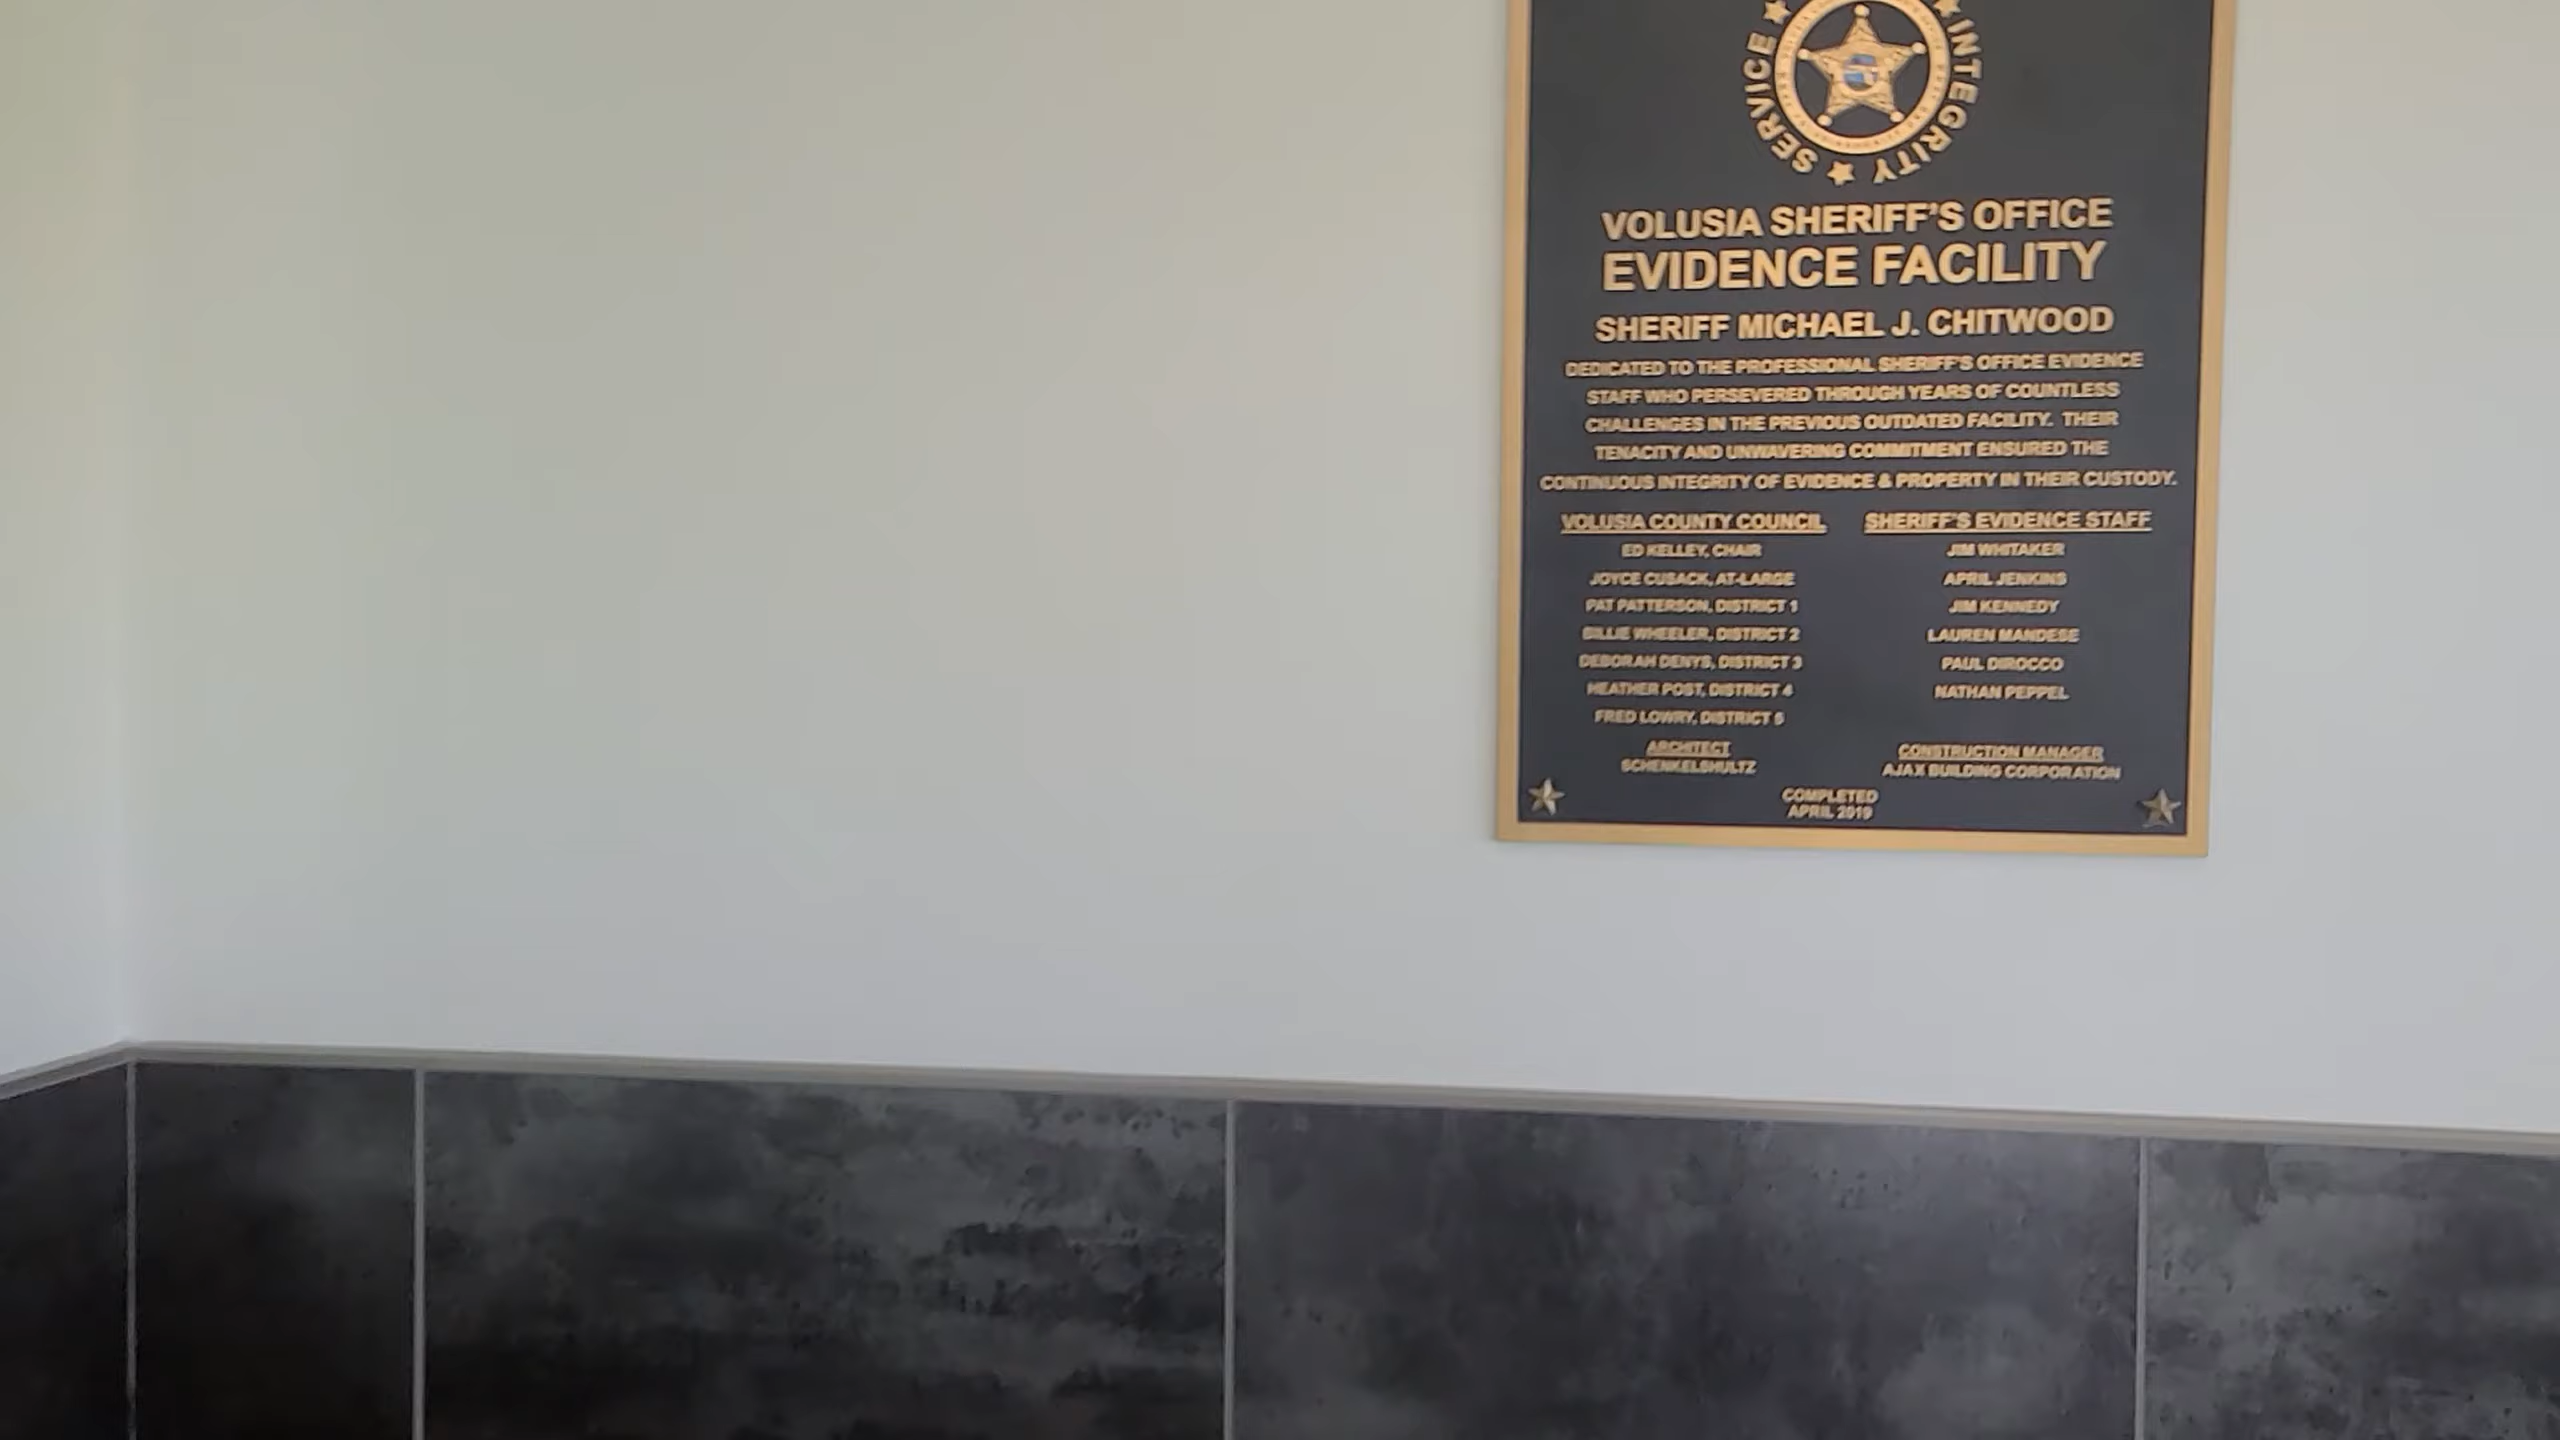 SERVICE ★ INTEGRITY
VOLUSIA SHERIFF'S OFFICE
EVIDENCE FACILITY
SHERIFF MICHAEL J. CHITWOOD
DEDICATED TO THE PROFESSIONAL SHERIFF'S OFFICE EVIDENCE
STAFF WHO PERSEVERED THROUGH YEARS OF COUNTLESS
CHALLENGES IN THE PREVIOUS OUTDATED FACILITY. THEIR
TENACITY AND UNWAVERING COMMITMENT ENSURED THE
CONTINUOUS INTEGRITY OF EVIDENCE & PROPERTY IN THEIR CUSTODY.
VOLUSIA COUNTY COUNCIL
ED KELLEY, CHAIR
JOYCE CUSACK, AT-LARGE
PAT PATTERSON, DISTRICT 1
BILLIE WHEELER, DISTRICT 2
DEBORAH DENYS, DISTRICT 3
HEATHER POST, DISTRICT 4
FRED LOWRY, DISTRICT 5
SHERIFF'S EVIDENCE STAFF
JIM WHITAKER
APRIL JENKINS
JIM KENNEDY
LAUREN MANDESE
PAUL DIROCCO
NATHAN PEPPEL
ARCHITECT
SCHENKELSHULTZ
CONSTRUCTION MANAGER
AJAX BUILDING CORPORATION
COMPLETED
APRIL 2019